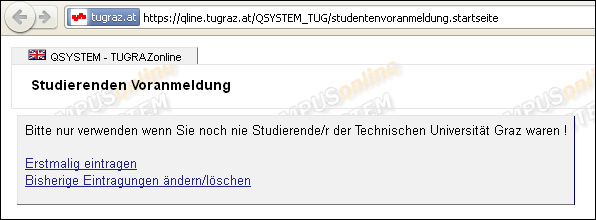 tugraz.at https://qline.tugraz.at/QSYSTEM_TUG/studentenvoranmeldung.startseite
QSYSTEM - TUGRAZonline
Studierenden Voranmeldung
Bitte nur verwenden wenn Sie noch nie Studierende/r der Technischen Universität Graz waren !
Erstmalig eintragen
Bisherige Eintragungen ändern/löschen